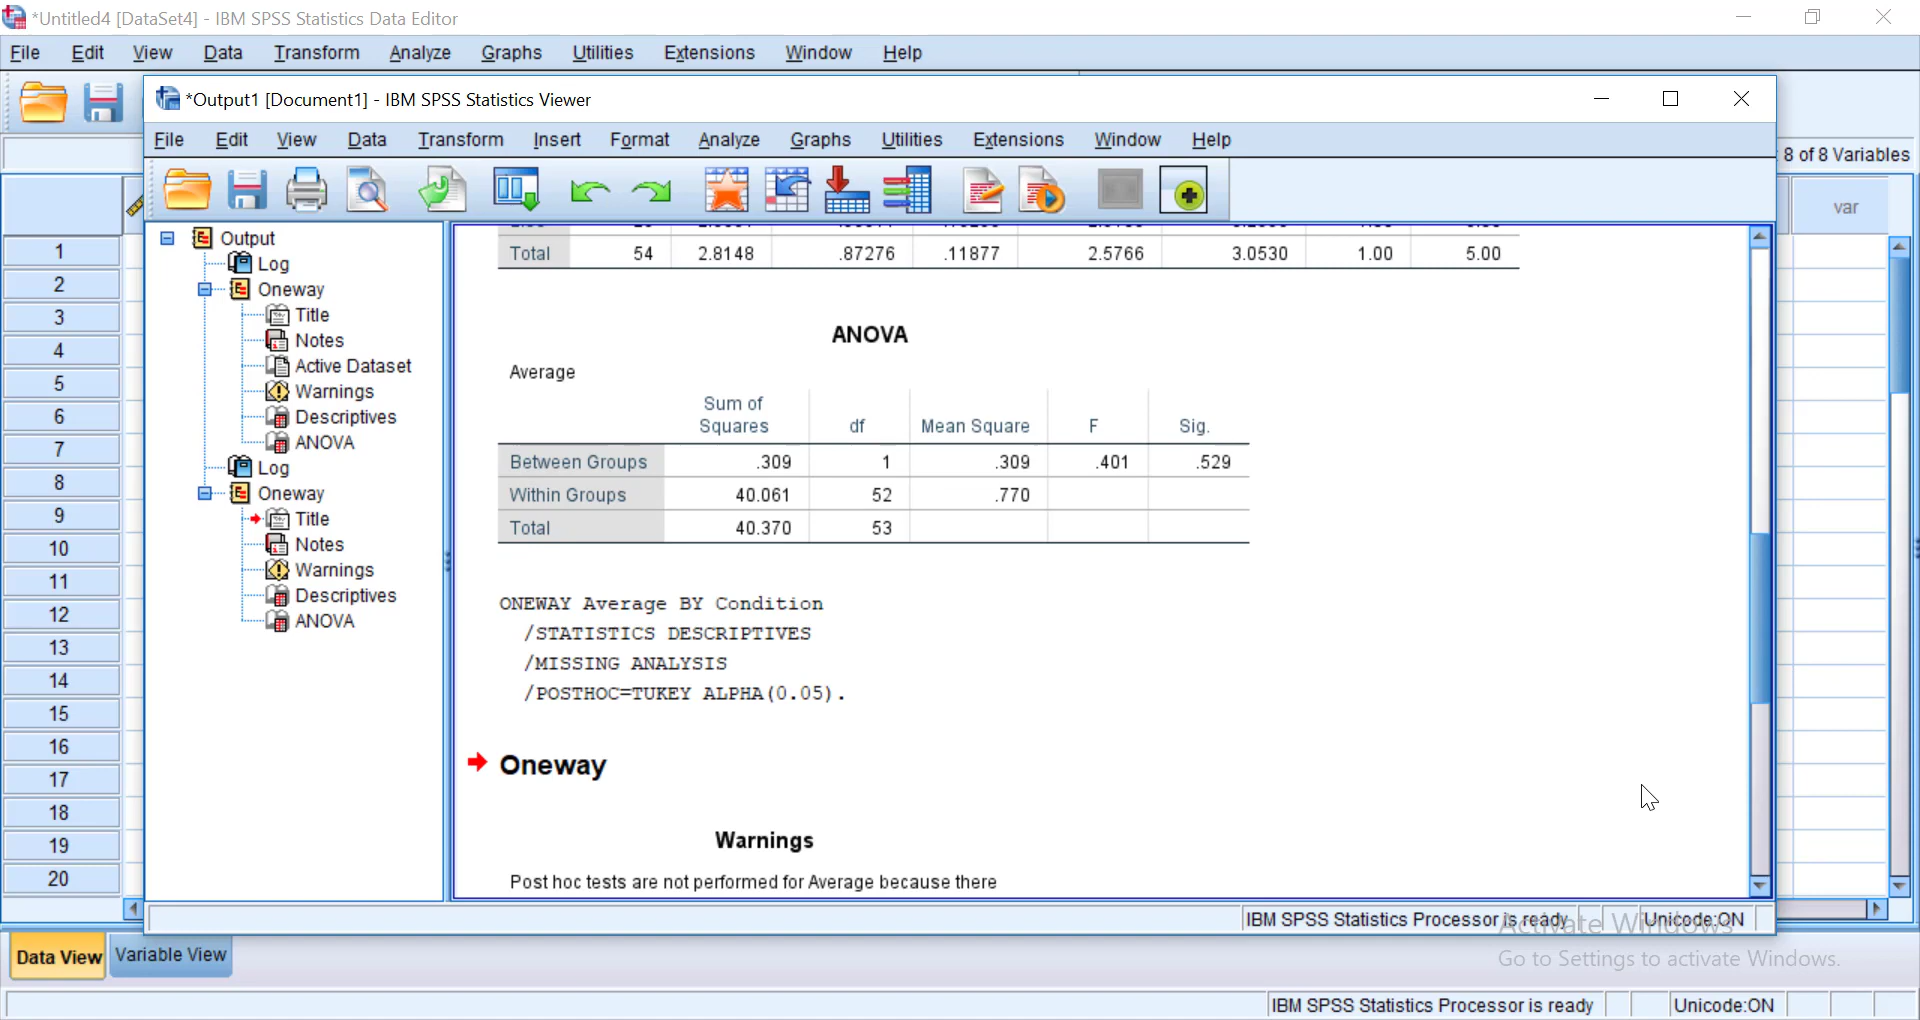 *Untitled4 [DataSet4] - IBM SPSS Statistics Data Editor
File Edit View Data Transform Analyze Graphs Utilities Extensions Window Help
*Output1 [Document1] - IBM SPSS Statistics Viewer
File Edit View Data Transform Insert Format Analyze Graphs Utilities Extensions Window Help
8 of 8 Variables
var
1
2
3
4
5
6
7
8
9
10
11
12
13
14
15
16
17
18
19
20
Output
Log
Oneway
Title
Notes
Active Dataset
Warnings
Descriptives
ANOVA
Log
Oneway
Title
Notes
Warnings
Descriptives
ANOVA
Total 54 2.8148 .87276 .11877 2.5766 3.0530 1.00 5.00
ANOVA
Average
Sum of
Squares df Mean Square F Sig.
Between Groups .309 1 .309 .401 .529
Within Groups 40.061 52 .770
Total 40.370 53
ONEWAY Average BY Condition
/STATISTICS DESCRIPTIVES
/MISSING ANALYSIS
/POSTHOC=TUKEY ALPHA(0.05).
Oneway
Warnings
Post hoc tests are not performed for Average because there
IBM SPSS Statistics Processor is ready Unicode:ON
Activate Windows
Go to Settings to activate Windows.
Data View Variable View
IBM SPSS Statistics Processor is ready Unicode:ON